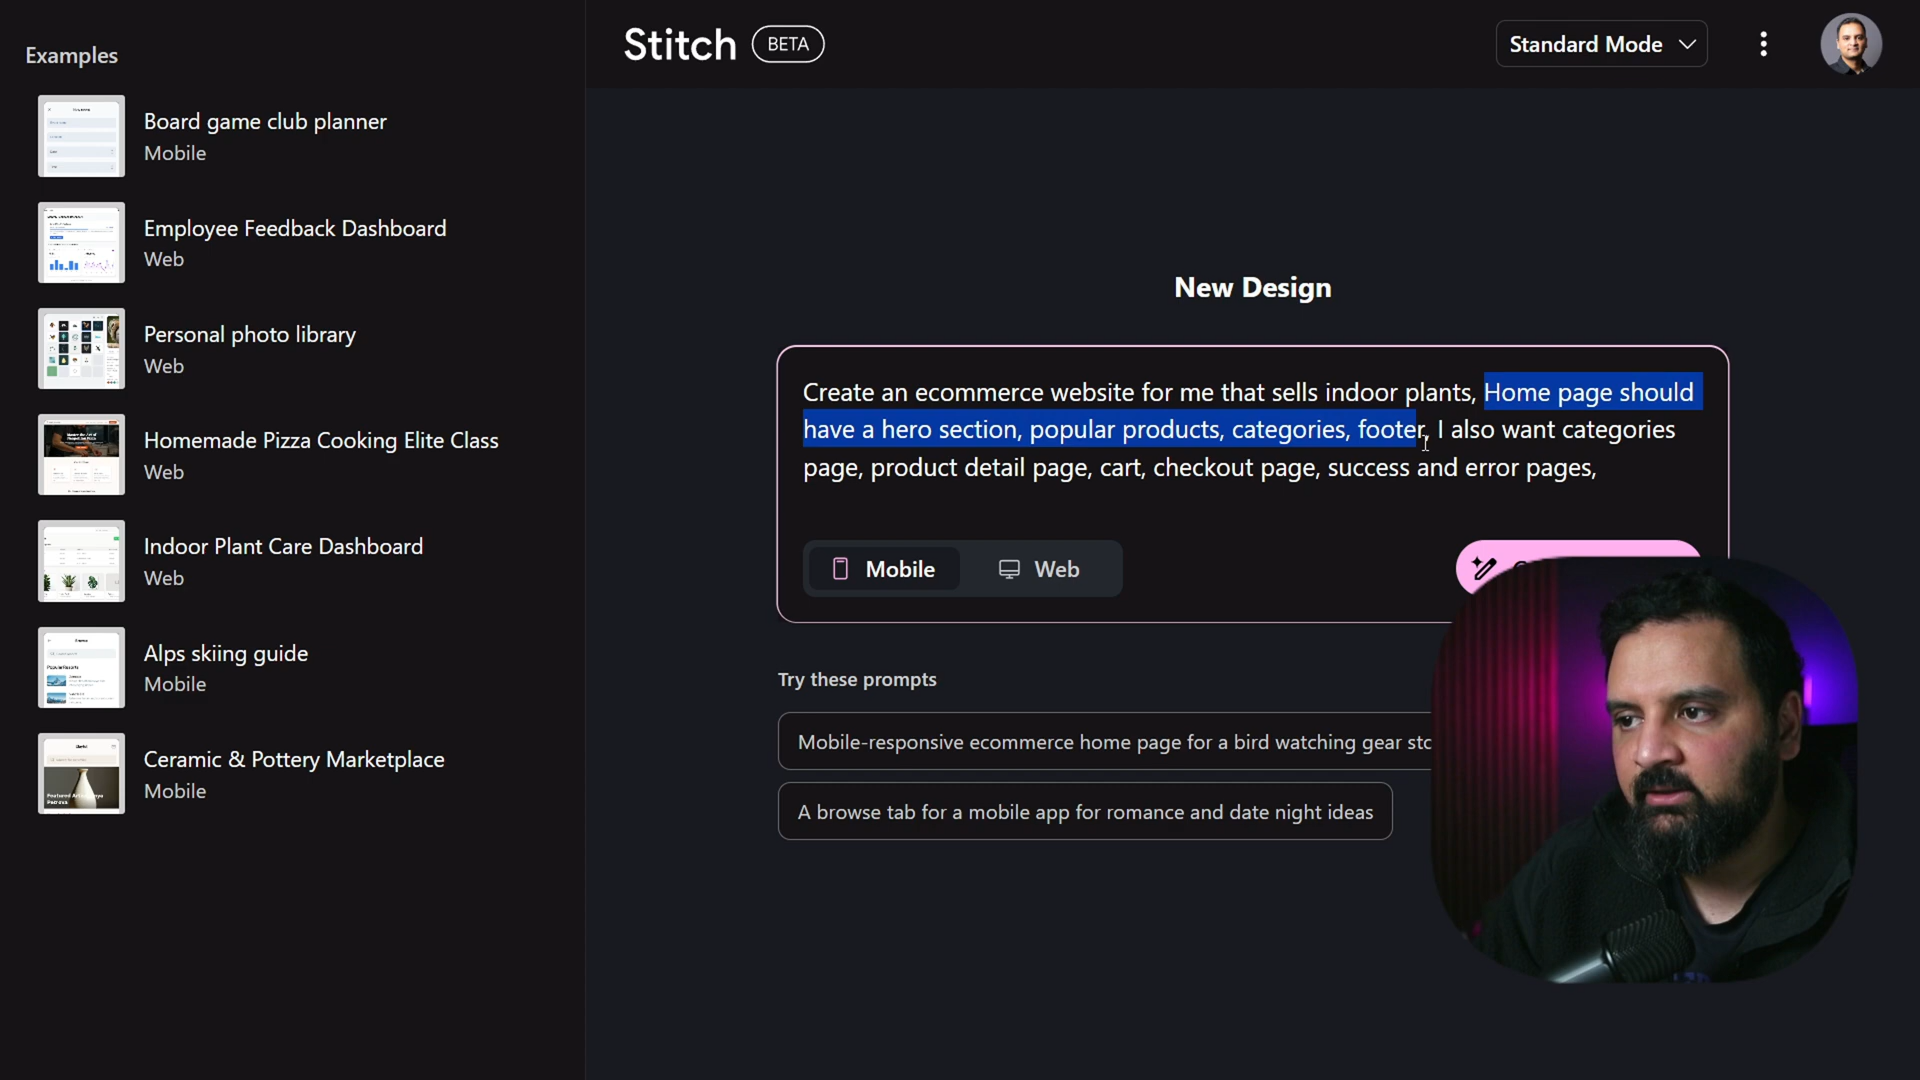 Examples
Board game club planner
Mobile
Employee Feedback Dashboard
Web
Personal photo library
Web
Homemade Pizza Cooking Elite Class
Web
Indoor Plant Care Dashboard
Web
Alps skiing guide
Mobile
Ceramic & Pottery Marketplace
Mobile
Stitch BETA
Standard Mode
New Design
Create an ecommerce website for me that sells indoor plants, Home page should
have a hero section, popular products, categories, footer, I also want categories
page, product detail page, cart, checkout page, success and error pages,
Mobile
Web
Try these prompts
Mobile-responsive ecommerce home page for a bird watching gear
A browse tab for a mobile app for romance and date night ideas